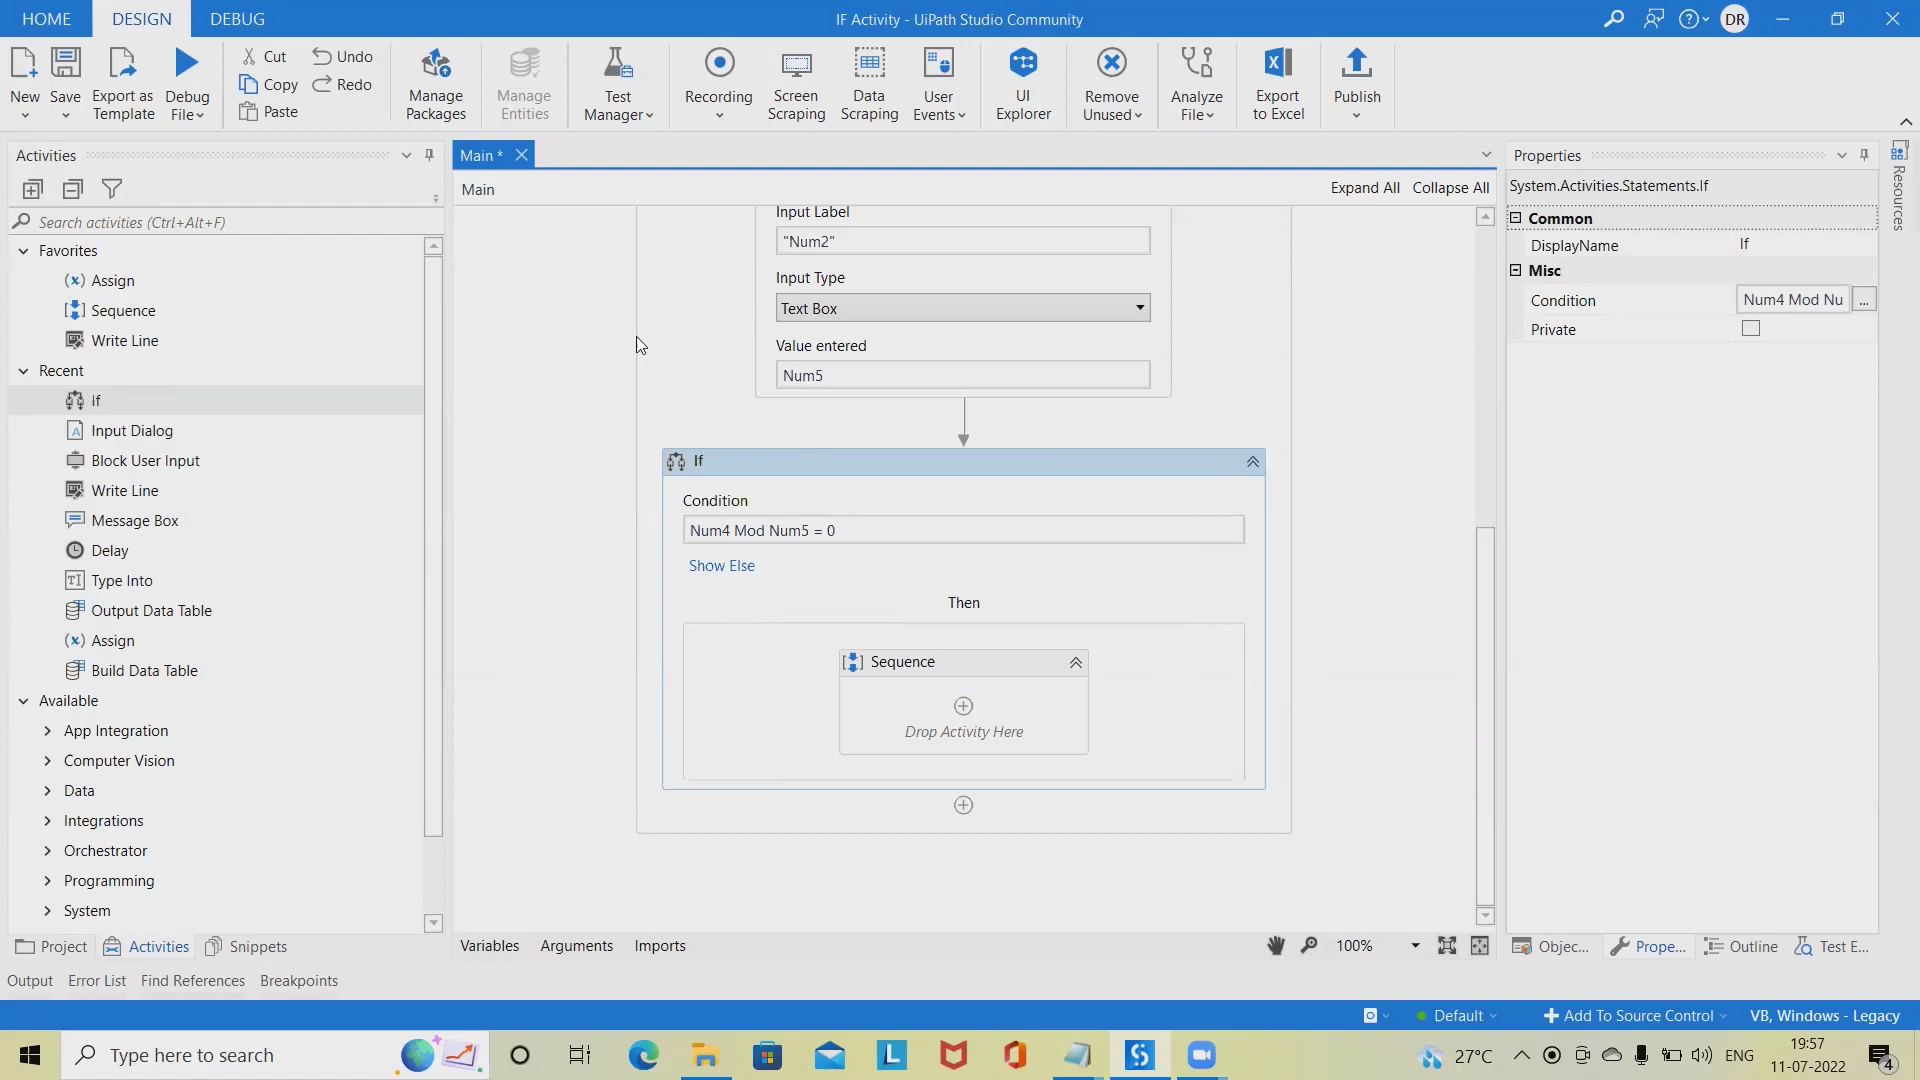 HOME
DESIGN
DEBUG
IF Activity - UiPath Studio Community
DR
New
Save
Export as
Template
Debug
File
Cut
Copy
Paste
Undo
Redo
Manage
Packages
Manage
Entities
Test
Manager
Recording
Screen
Scraping
Data
Scraping
User
Events
UI
Explorer
Remove
Unused
Analyze
File
Export
to Excel
Publish
Activities
Search activities (Ctrl+Alt+F)
Favorites
Assign
Sequence
Write Line
Recent
If
Input Dialog
Block User Input
Write Line
Message Box
Delay
Type Into
Output Data Table
Assign
Build Data Table
Available
App Integration
Computer Vision
Data
Integrations
Orchestrator
Programming
System
Project
Activities
Snippets
Main *
Main
Expand All
Collapse All
Input Label
"Num2"
Input Type
Text Box
Value entered
Num5
If
Condition
Num4 Mod Num5 = 0
Show Else
Then
Sequence
Drop Activity Here
Variables
Arguments
Imports
100%
Properties
System.Activities.Statements.If
Common
DisplayName
If
Misc
Condition
Num4 Mod Nu
...
Private
Resources
Objec...
Prope...
Outline
Test E...
Output
Error List
Find References
Breakpoints
Default
Add To Source Control
VB, Windows - Legacy
Type here to search
27°C
ENG
19:57
11-07-2022
4